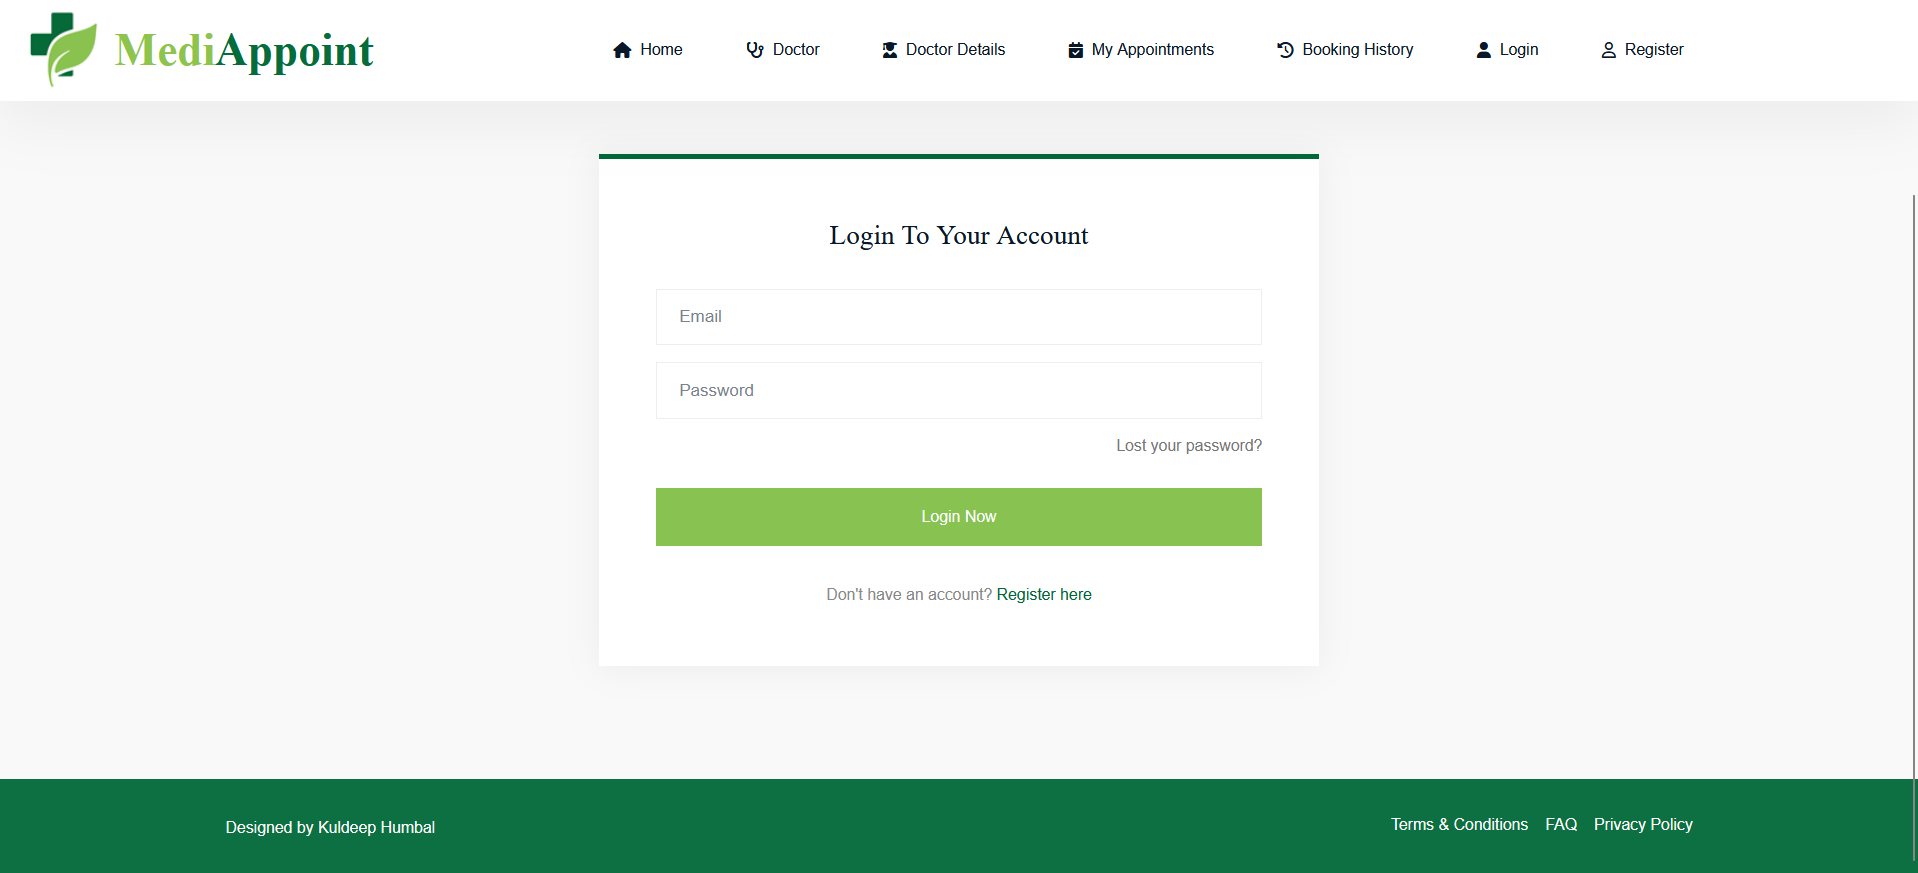 MediAppoint
Home Doctor Doctor Details My Appointments Booking History Login Register
Login To Your Account
Email
Password
Lost your password?
Login Now
Don't have an account? Register here
Designed by Kuldeep Humbal
Terms & Conditions FAQ Privacy Policy